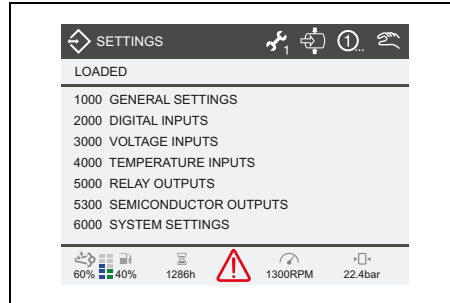 SETTINGS
1
1...
LOADED
1000 GENERAL SETTINGS
2000 DIGITAL INPUTS
3000 VOLTAGE INPUTS
4000 TEMPERATURE INPUTS
5000 RELAY OUTPUTS
5300 SEMICONDUCTOR OUTPUTS
6000 SYSTEM SETTINGS
60% 40% 1286h 1300RPM 22.4bar